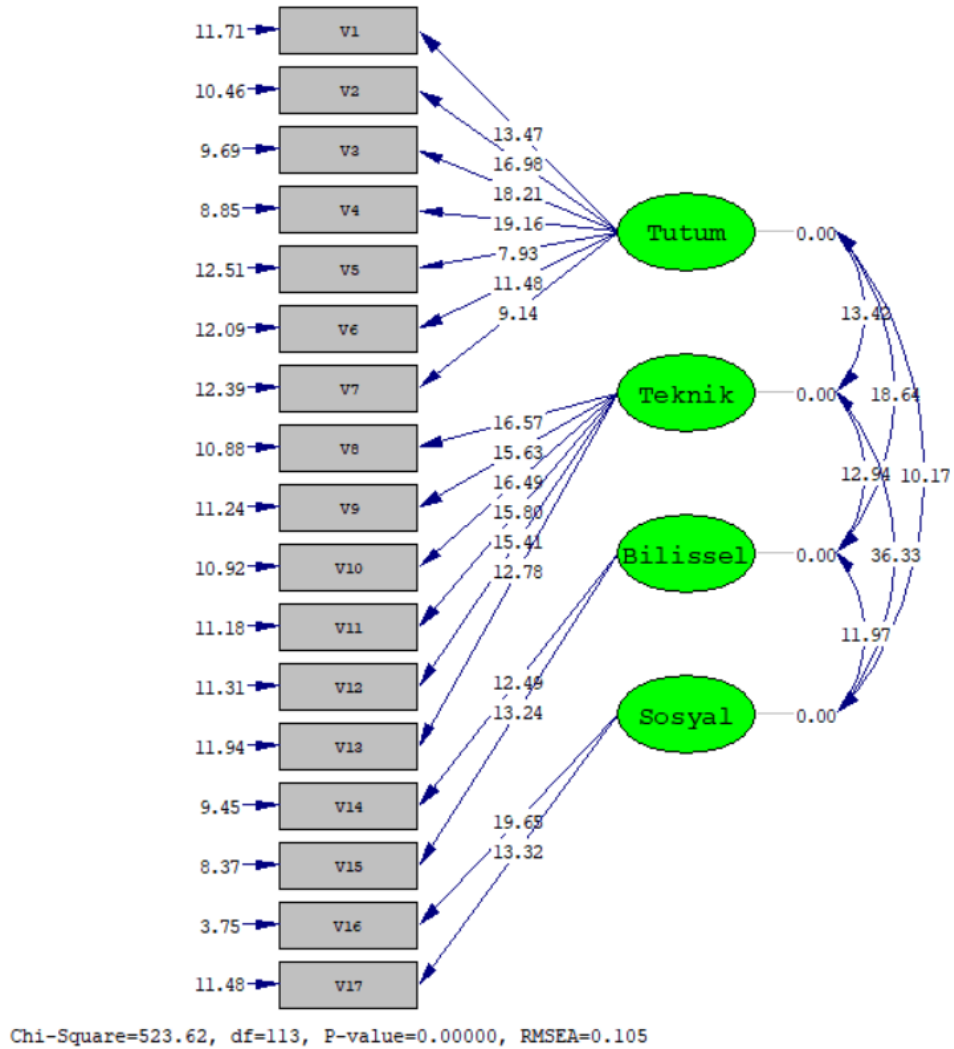 11.71 V1
10.46 V2
9.69 V3
8.85 V4
12.51 V5
12.09 V6
12.39 V7
10.88 V8
11.24 V9
10.92 V10
11.18 V11
11.31 V12
11.94 V13
9.45 V14
8.37 V15
3.75 V16
11.48 V17
13.47
16.98
18.21
19.16
7.93
11.48
9.14
16.57
15.63
16.49
15.80
15.41
12.78
12.49
13.24
19.65
13.32
Tutum 0.00
Teknik 0.00
Bilissel 0.00
Sosyal 0.00
13.42
18.64
12.94 10.17
36.33
11.97
Chi-Square=523.62, df=113, P-value=0.00000, RMSEA=0.105